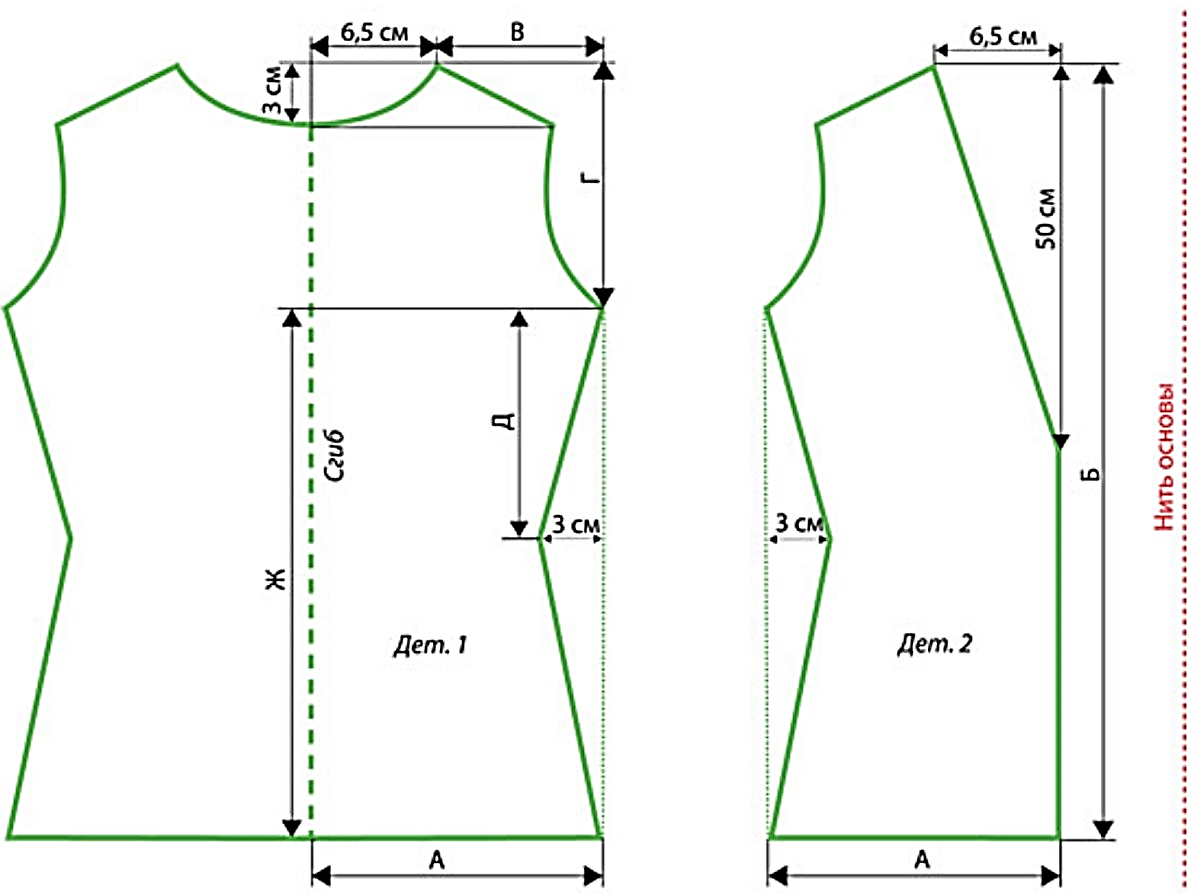 6,5 см
В
6,5 см
3 см
Г
50 см
Д
Сгиб
Б
Нить основы
3 см
3 см
Ж
Дет. 1
Дет. 2
А
А